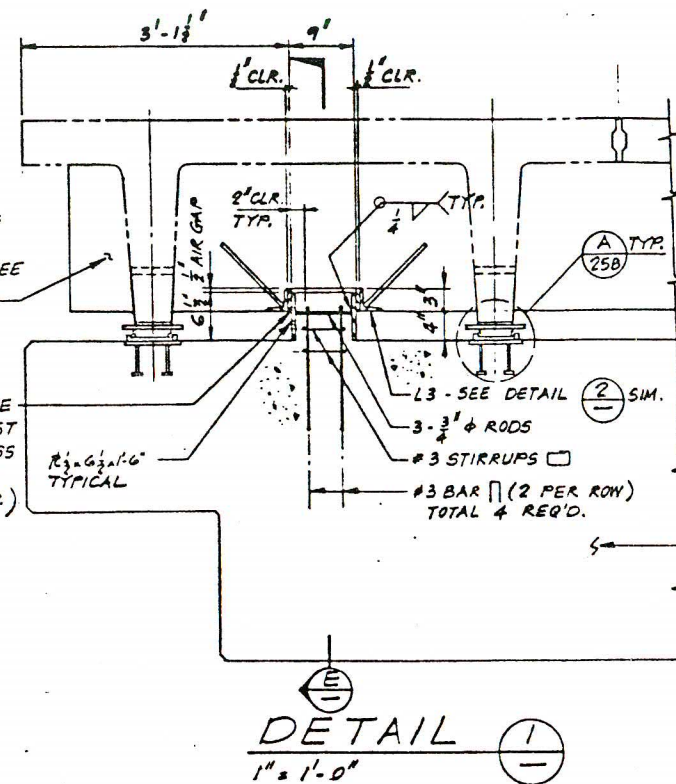 3'-1½" 9"
½" CLR. ½" CLR.
2" CLR.
TYP.
½" AIR GAP
6½"
¼ TYP.
A TYP.
25B
SEE
3"
4"
L3 - SEE DETAIL 2 SIM.
3-¾" ϕ RODS
#3 STIRRUPS
#3 BAR (2 PER ROW)
TOTAL 4 REQ'D.
E
ST
SS
)
℄ ½ x 6½ x 1'-6"
TYPICAL
E
DETAIL 1
1" = 1'-0"